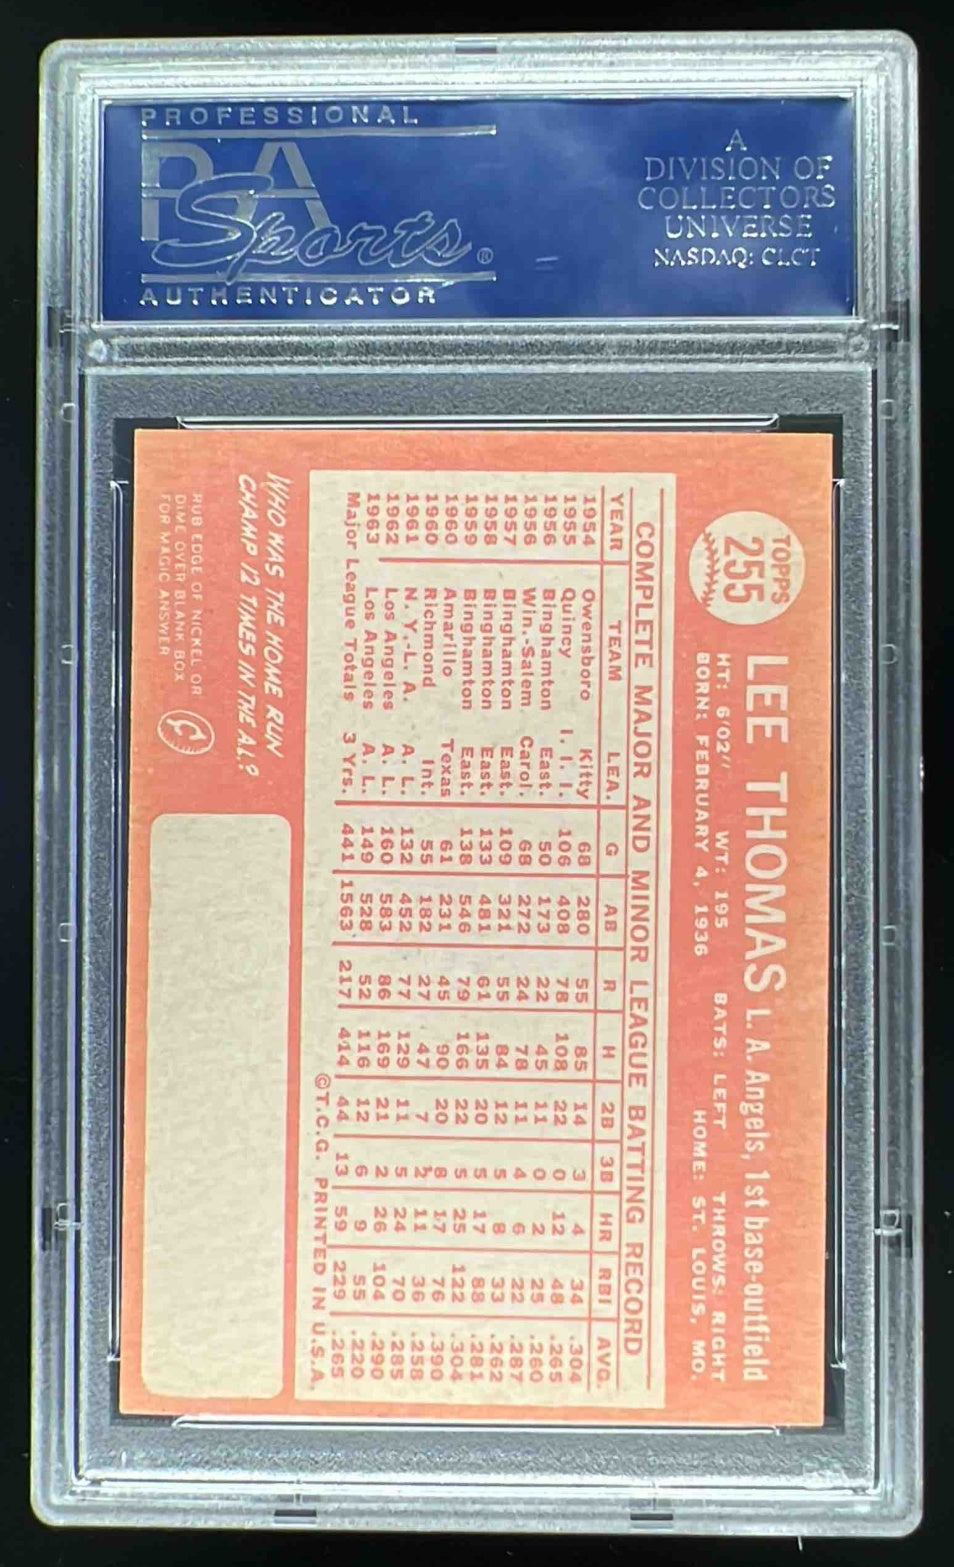 PROFESSIONAL
PSA
Sports®
AUTHENTICATOR
A
DIVISION OF
COLLECTORS
UNIVERSE
NASDAQ: CLCT
TOPPS
255
LEE THOMAS L. A. Angels, 1st base-outfield
HT: 6'02" WT: 195 BATS: LEFT THROWS: RIGHT
BORN: FEBRUARY 4, 1936 HOME: ST. LOUIS, MO.
COMPLETE MAJOR AND MINOR LEAGUE BATTING RECORD
YEAR TEAM LEA. G AB R H 2B 3B HR RBI AVG.
1954 Owensboro Kitty 68 280 55 85 14 3 4 34 .304
1955 Quincy I. I. I. 106 408 78 108 22 0 12 48 .265
1956 Binghamton East. 50 173 22 45 11 0 2 25 .260
1956 Win.-Salem Carol. 68 272 24 78 11 4 6 22 .287
1957 Binghamton East. 109 321 55 84 12 5 8 33 .262
1958 Binghamton East. 133 481 61 135 20 5 17 88 .281
1959 Binghamton East. 138 546 79 166 22 5 25 122 .304
1960 Amarillo Texas 61 231 45 90 20 8 17 76 .390
1960 Richmond Int. 55 182 27 47 7 2 11 36 .258
1961 N. Y.-L. A. A. L. 132 452 77 129 11 5 24 70 .285
1962 Los Angeles A. L. 160 583 86 169 21 2 26 104 .290
1963 Los Angeles A. L. 149 528 52 116 12 6 9 55 .220
Major League Totals 3 Yrs. 441 1563 217 414 44 13 59 229 .265
©T.C.G. PRINTED IN U.S.A.
WHO WAS THE HOME RUN
CHAMP 12 TIMES IN THE A.L.?
RUB EDGE OF NICKEL OR
DIME OVER BLANK BOX
FOR MAGIC ANSWER